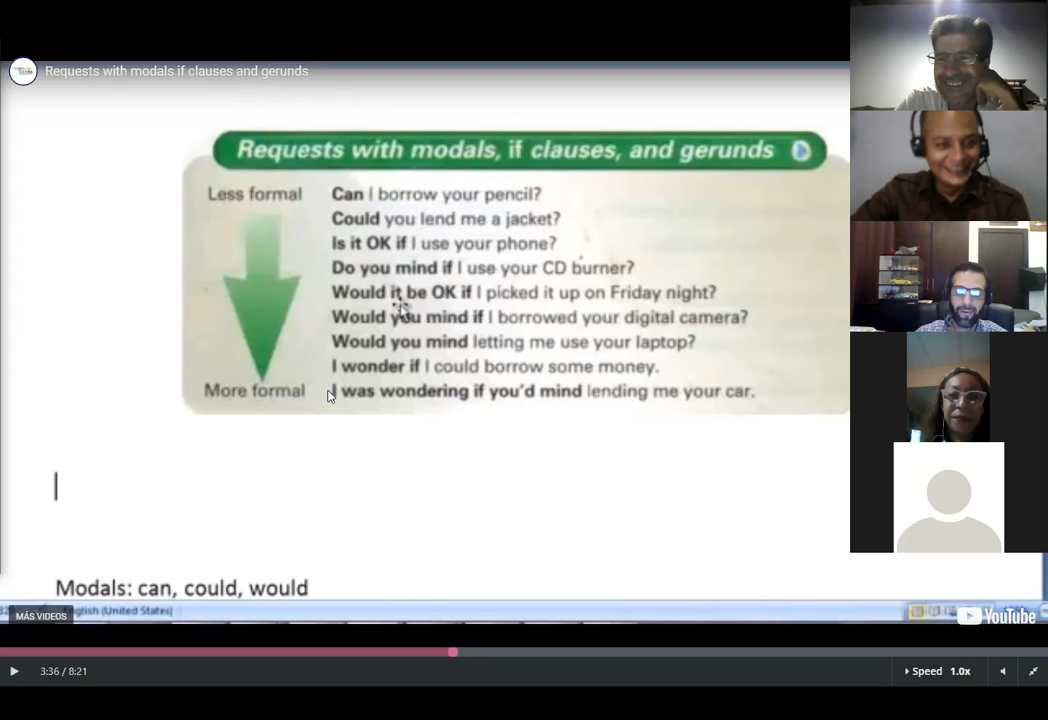 Requests with modals if clauses and gerunds
Requests with modals, if clauses, and gerunds
Less formal
Can I borrow your pencil?
Could you lend me a jacket?
Is it OK if I use your phone?
Do you mind if I use your CD burner?
Would it be OK if I picked it up on Friday night?
Would you mind if I borrowed your digital camera?
Would you mind letting me use your laptop?
I wonder if I could borrow some money.
More formal
I was wondering if you'd mind lending me your car.
Modals: can, could, would
English (United States)
MÁS VIDEOS
YouTube
3:36 / 8:21
Speed 1.0x